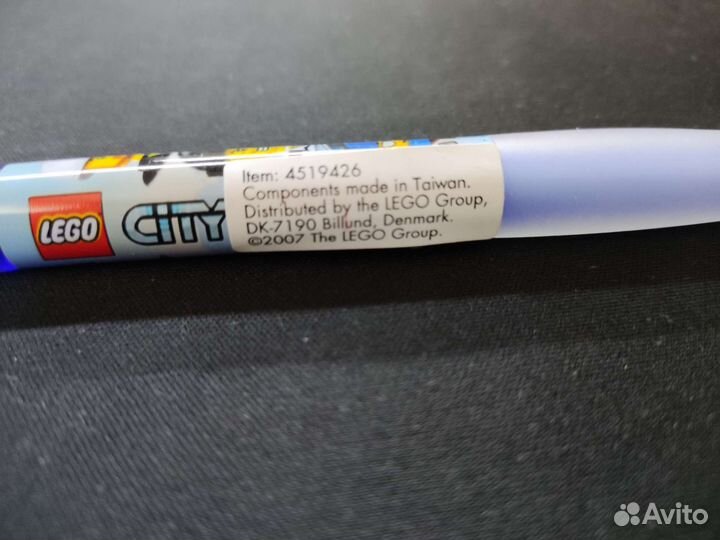 LEGO
CITY
Item: 4519426
Components made in Taiwan.
Distributed by the LEGO Group,
DK-7190 Billund, Denmark.
©2007 The LEGO Group.
Avito